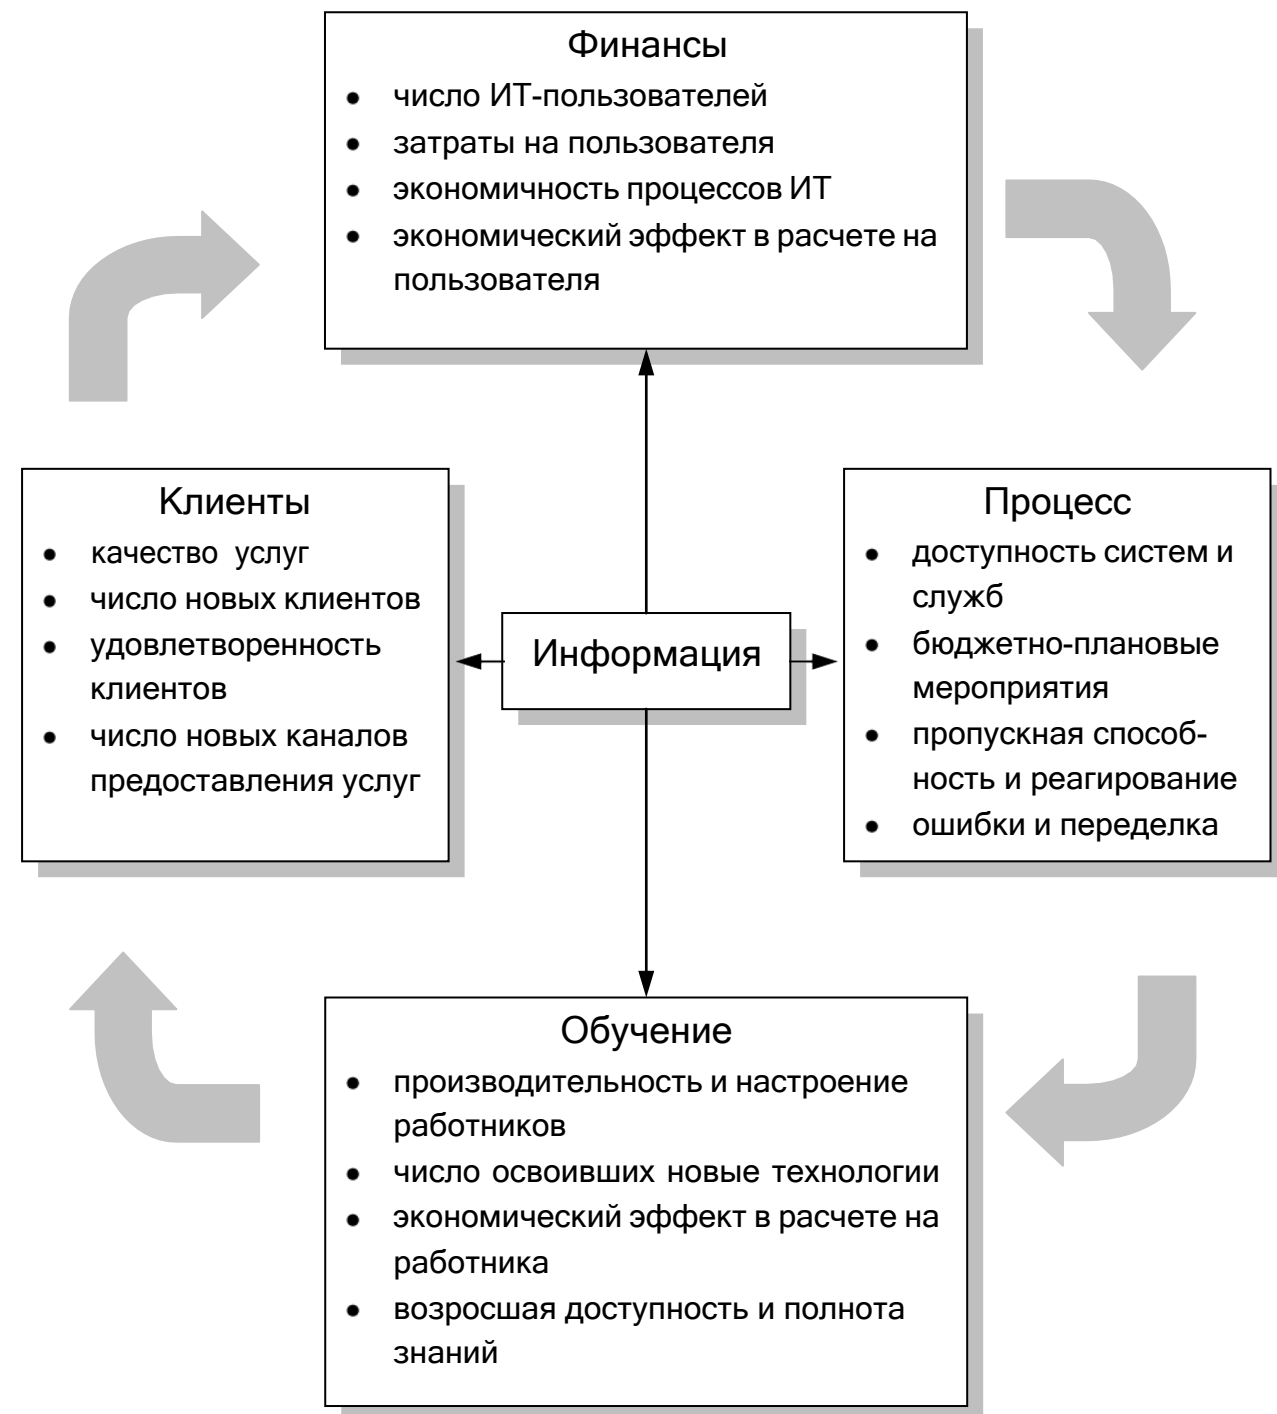 Финансы
• число ИТ-пользователей
• затраты на пользователя
• экономичность процессов ИТ
• экономический эффект в расчете на
пользователя
Клиенты
• качество услуг
• число новых клиентов
• удовлетворенность
клиентов
• число новых каналов
предоставления услуг
Информация
Процесс
• доступность систем и
служб
• бюджетно-плановые
мероприятия
• пропускная способ-
ность и реагирование
• ошибки и переделка
Обучение
• производительность и настроение
работников
• число освоивших новые технологии
• экономический эффект в расчете на
работника
• возросшая доступность и полнота
знаний